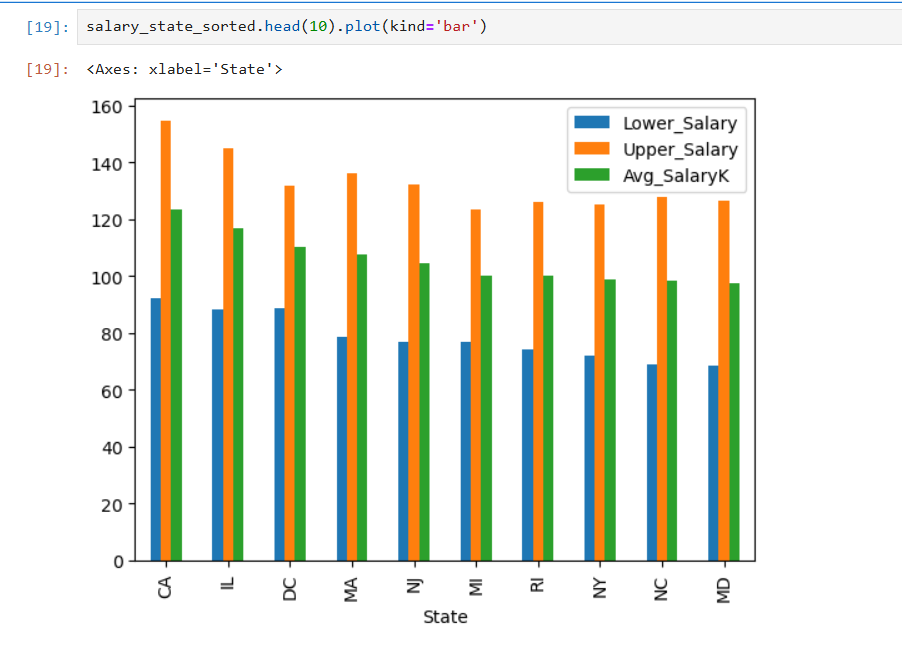 [19]: salary_state_sorted.head(10).plot(kind='bar')
[19]: <Axes: xlabel='State'>
160
140
120
100
80
60
40
20
0
Lower_Salary
Upper_Salary
Avg_SalaryK
CA IL DC MA NJ MI RI NY NC MD
State